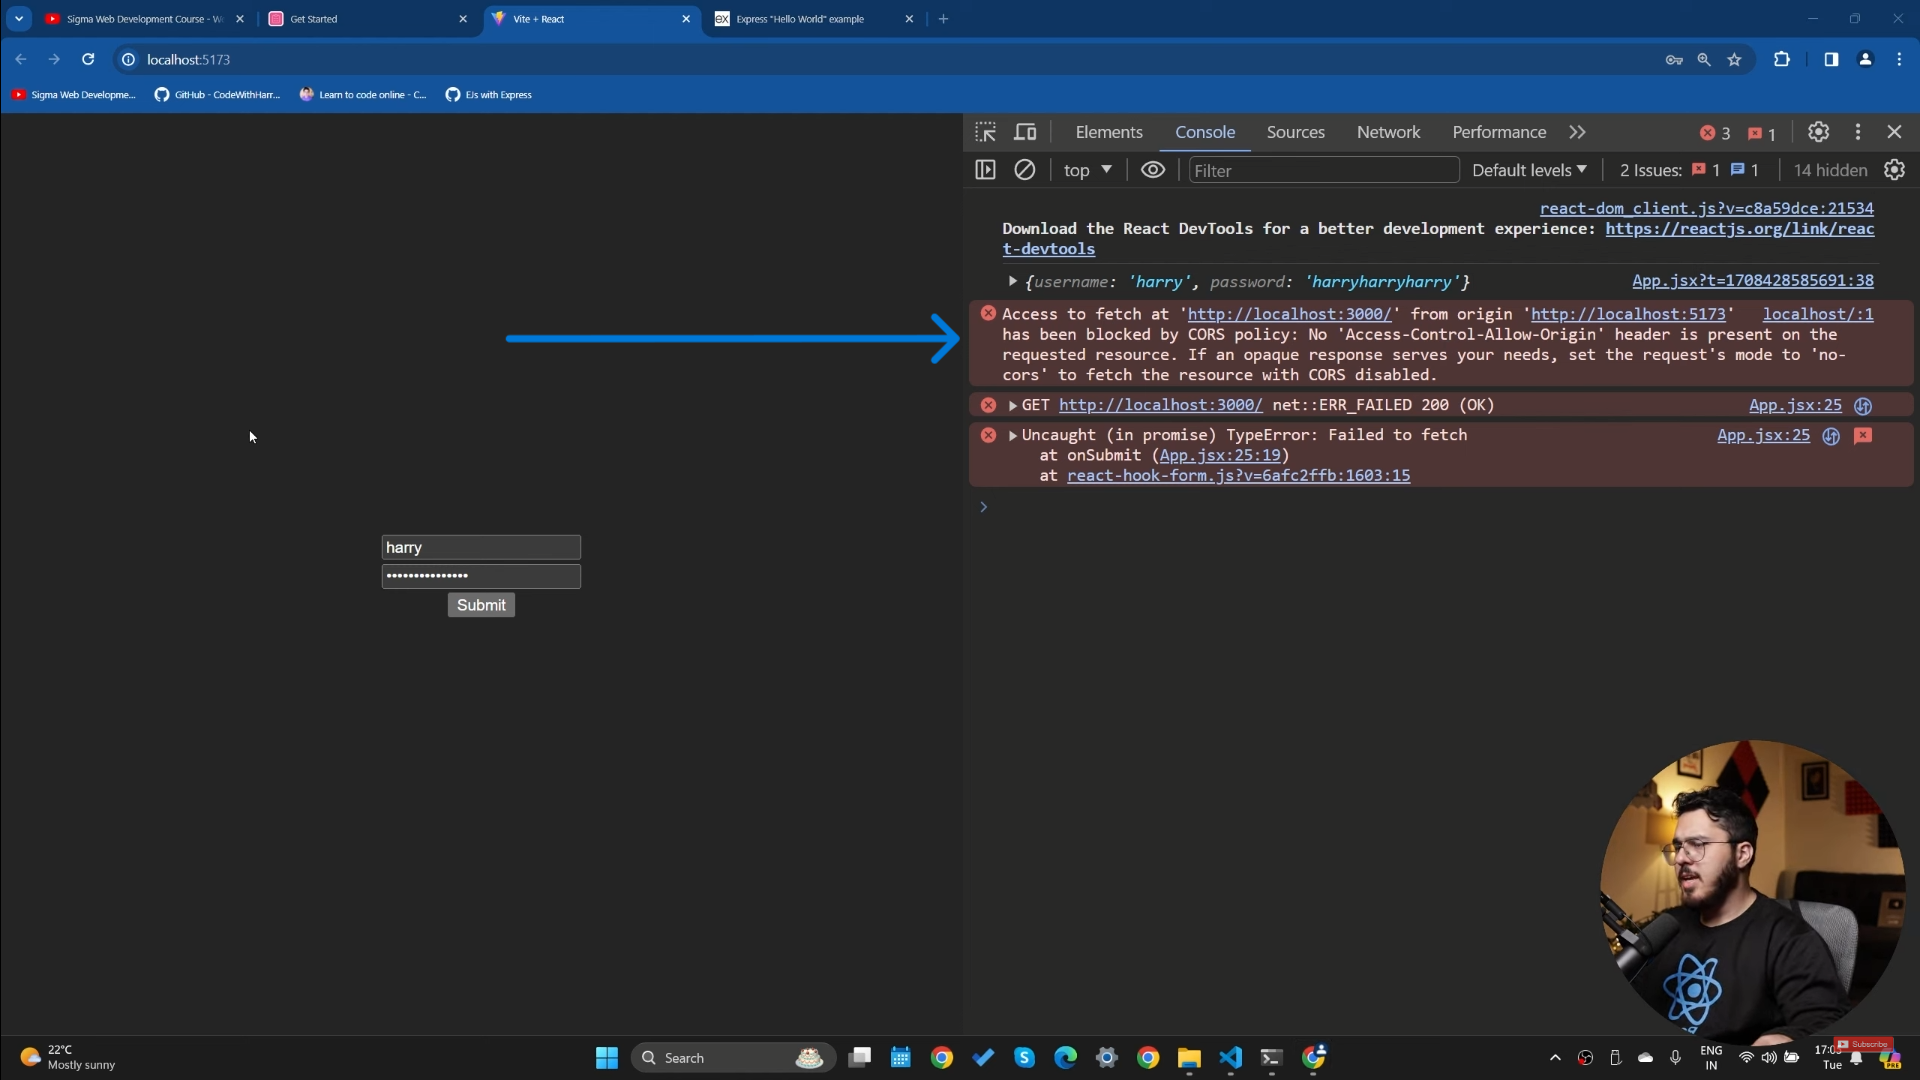 Sigma Web Development Course - W
Get Started
Vite + React
Express "Hello World" example
localhost:5173
Sigma Web Developme...
GitHub - CodeWithHarr...
Learn to code online - C...
EJs with Express
Elements
Console
Sources
Network
Performance
3
1
top
Filter
Default levels
2 Issues:
1
1
14 hidden
react-dom_client.js?v=c8a59dce:21534
Download the React DevTools for a better development experience: https://reactjs.org/link/reac
t-devtools
{username: 'harry', password: 'harryharryharry'}
App.jsx?t=1708428585691:38
Access to fetch at 'http://localhost:3000/' from origin 'http://localhost:5173'
localhost/:1
has been blocked by CORS policy: No 'Access-Control-Allow-Origin' header is present on the
requested resource. If an opaque response serves your needs, set the request's mode to 'no-
cors' to fetch the resource with CORS disabled.
GET http://localhost:3000/ net::ERR_FAILED 200 (OK)
App.jsx:25
Uncaught (in promise) TypeError: Failed to fetch
App.jsx:25
at onSubmit (App.jsx:25:19)
at react-hook-form.js?v=6afc2ffb:1603:15
harry
•••••••••••••••
Submit
22°C
Mostly sunny
Search
ENG
IN
Tue
Subscribe
PRE